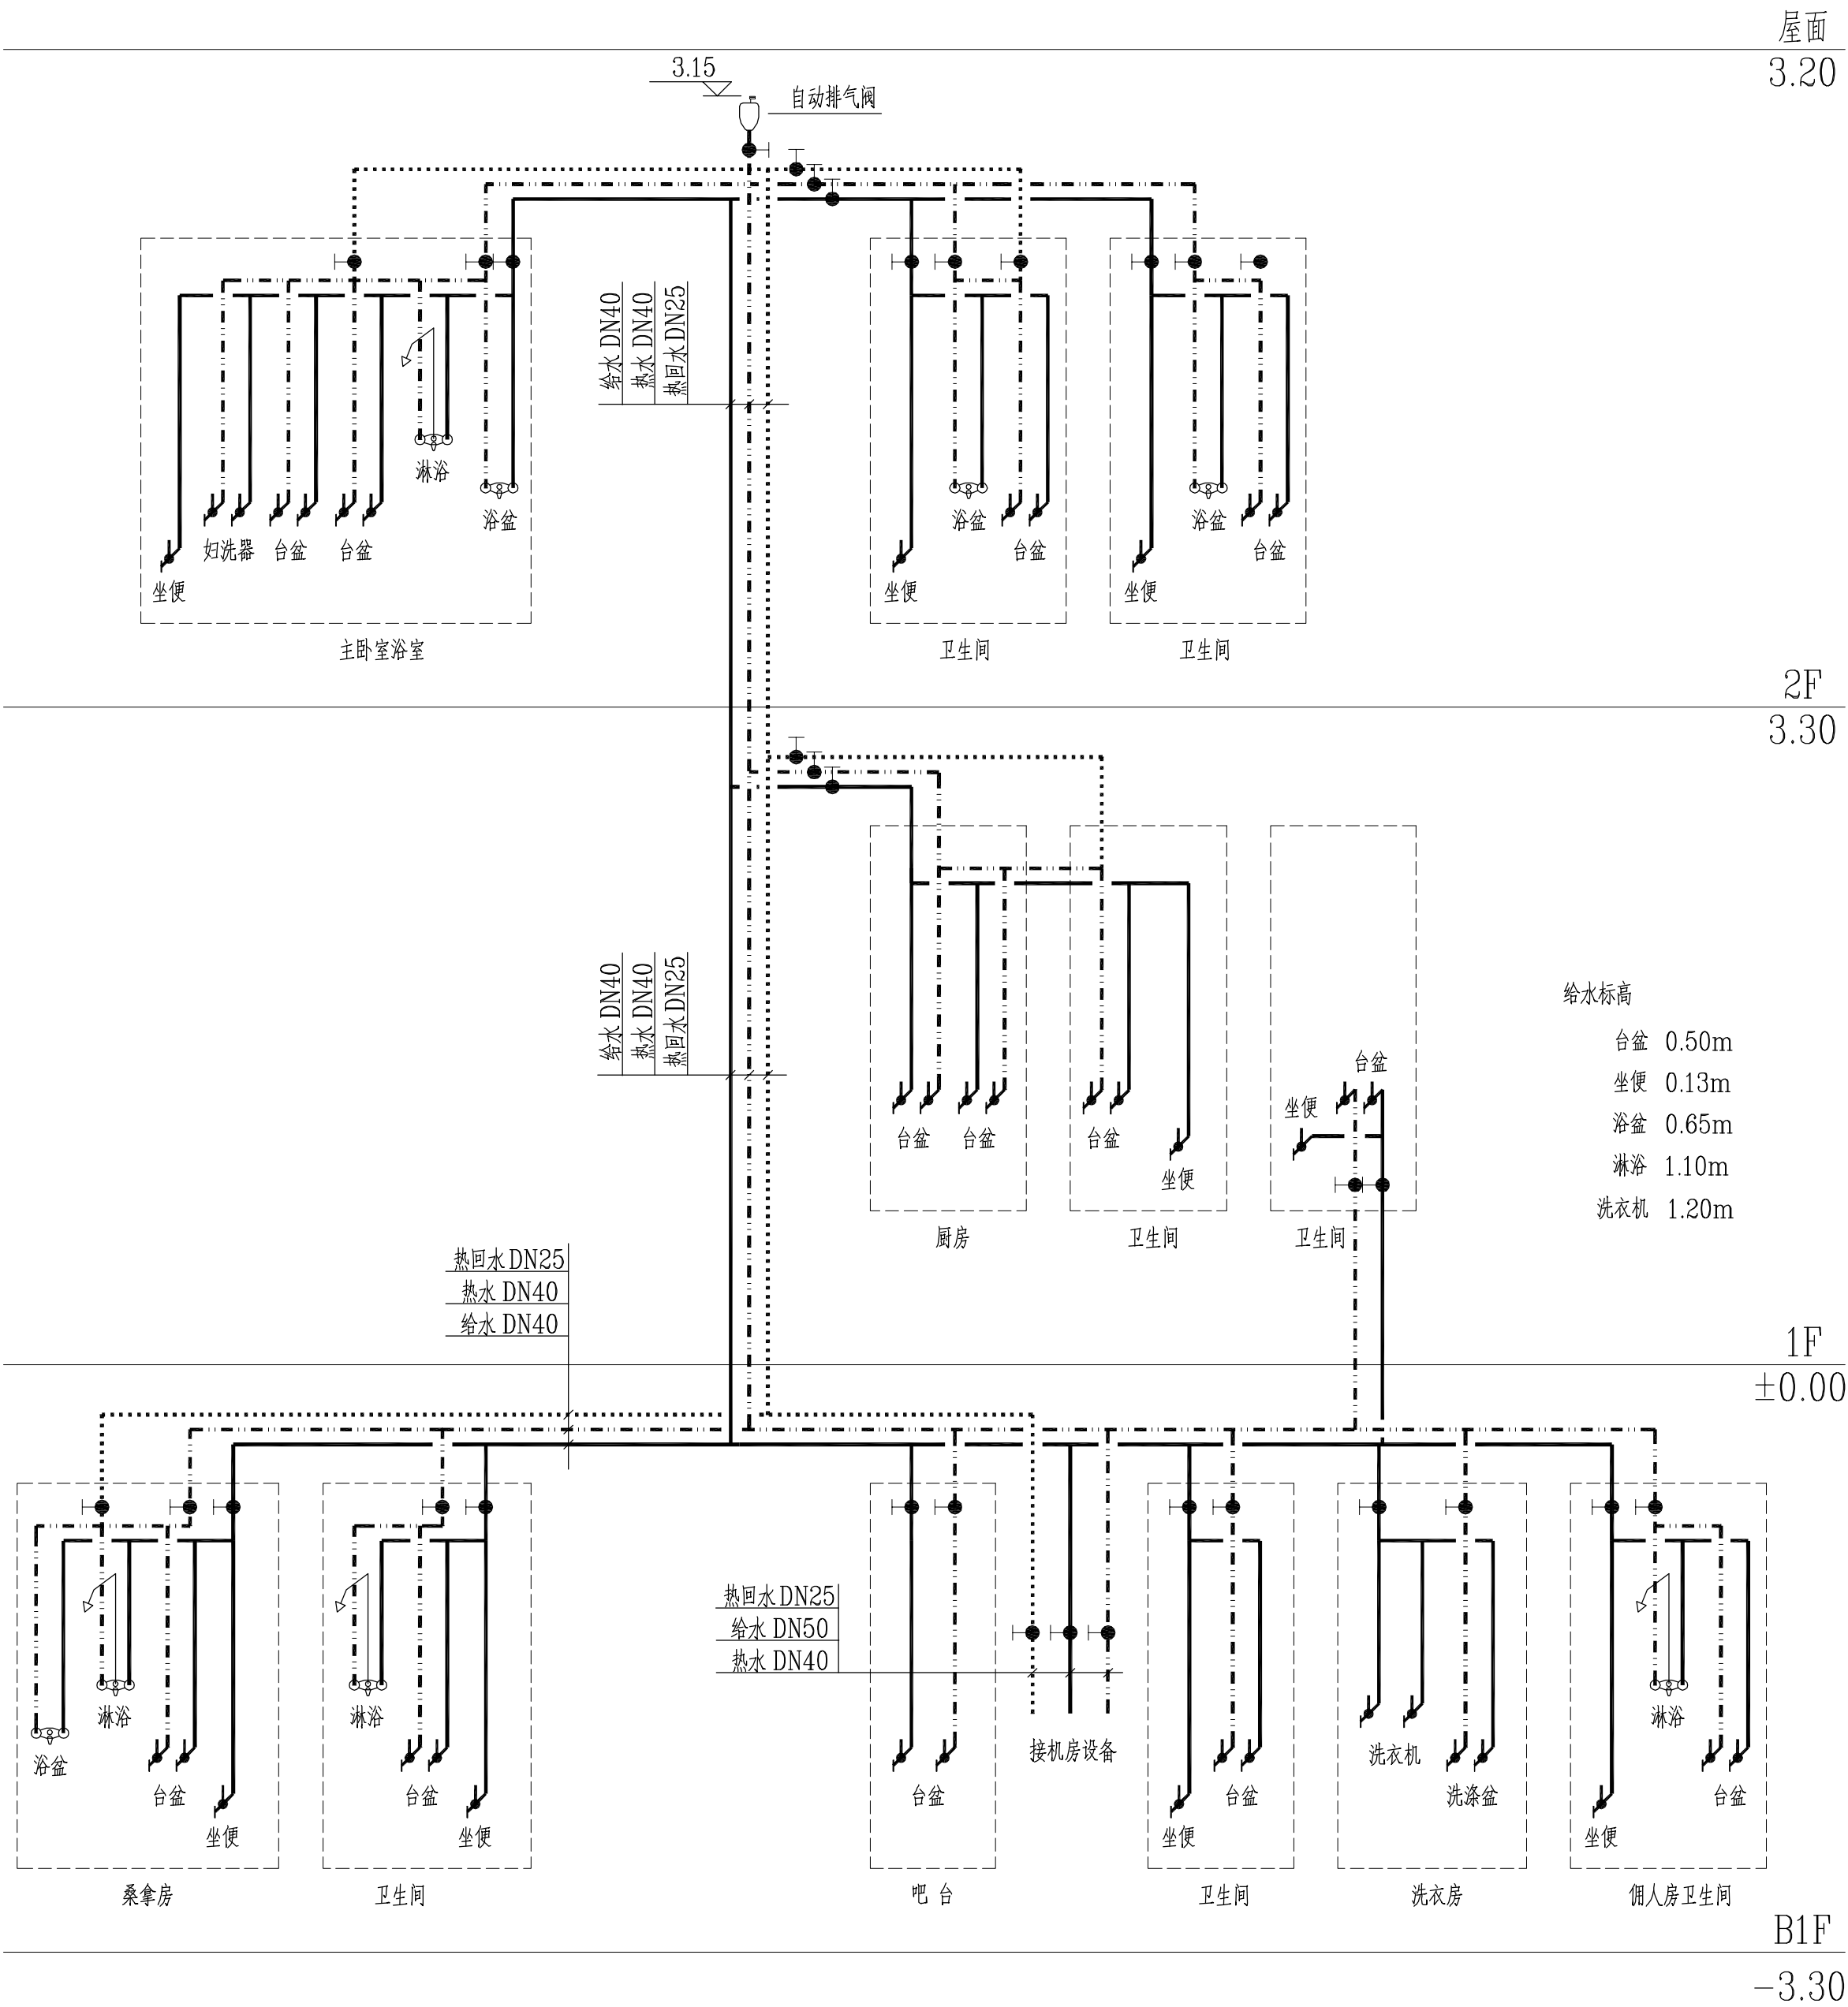 屋面
3.20
3.15
自动排气阀
给水 DN40
热水 DN40
热回水 DN25
淋浴
浴盆
浴盆
浴盆
妇洗器
台盆
台盆
台盆
台盆
坐便
坐便
坐便
主卧室浴室
卫生间
卫生间
2F
3.30
给水 DN40
热水 DN40
热回水 DN25
给水标高
台盆 0.50m
坐便 0.13m
浴盆 0.65m
淋浴 1.10m
洗衣机 1.20m
台盆
坐便
台盆
台盆
台盆
坐便
厨房
卫生间
卫生间
热回水 DN25
热水 DN40
给水 DN40
1F
±0.00
热回水 DN25
给水 DN50
热水 DN40
淋浴
淋浴
淋浴
浴盆
接机房设备
洗衣机
台盆
台盆
台盆
台盆
洗涤盆
台盆
坐便
坐便
坐便
坐便
桑拿房
卫生间
吧 台
卫生间
洗衣房
佣人房卫生间
B1F
-3.30